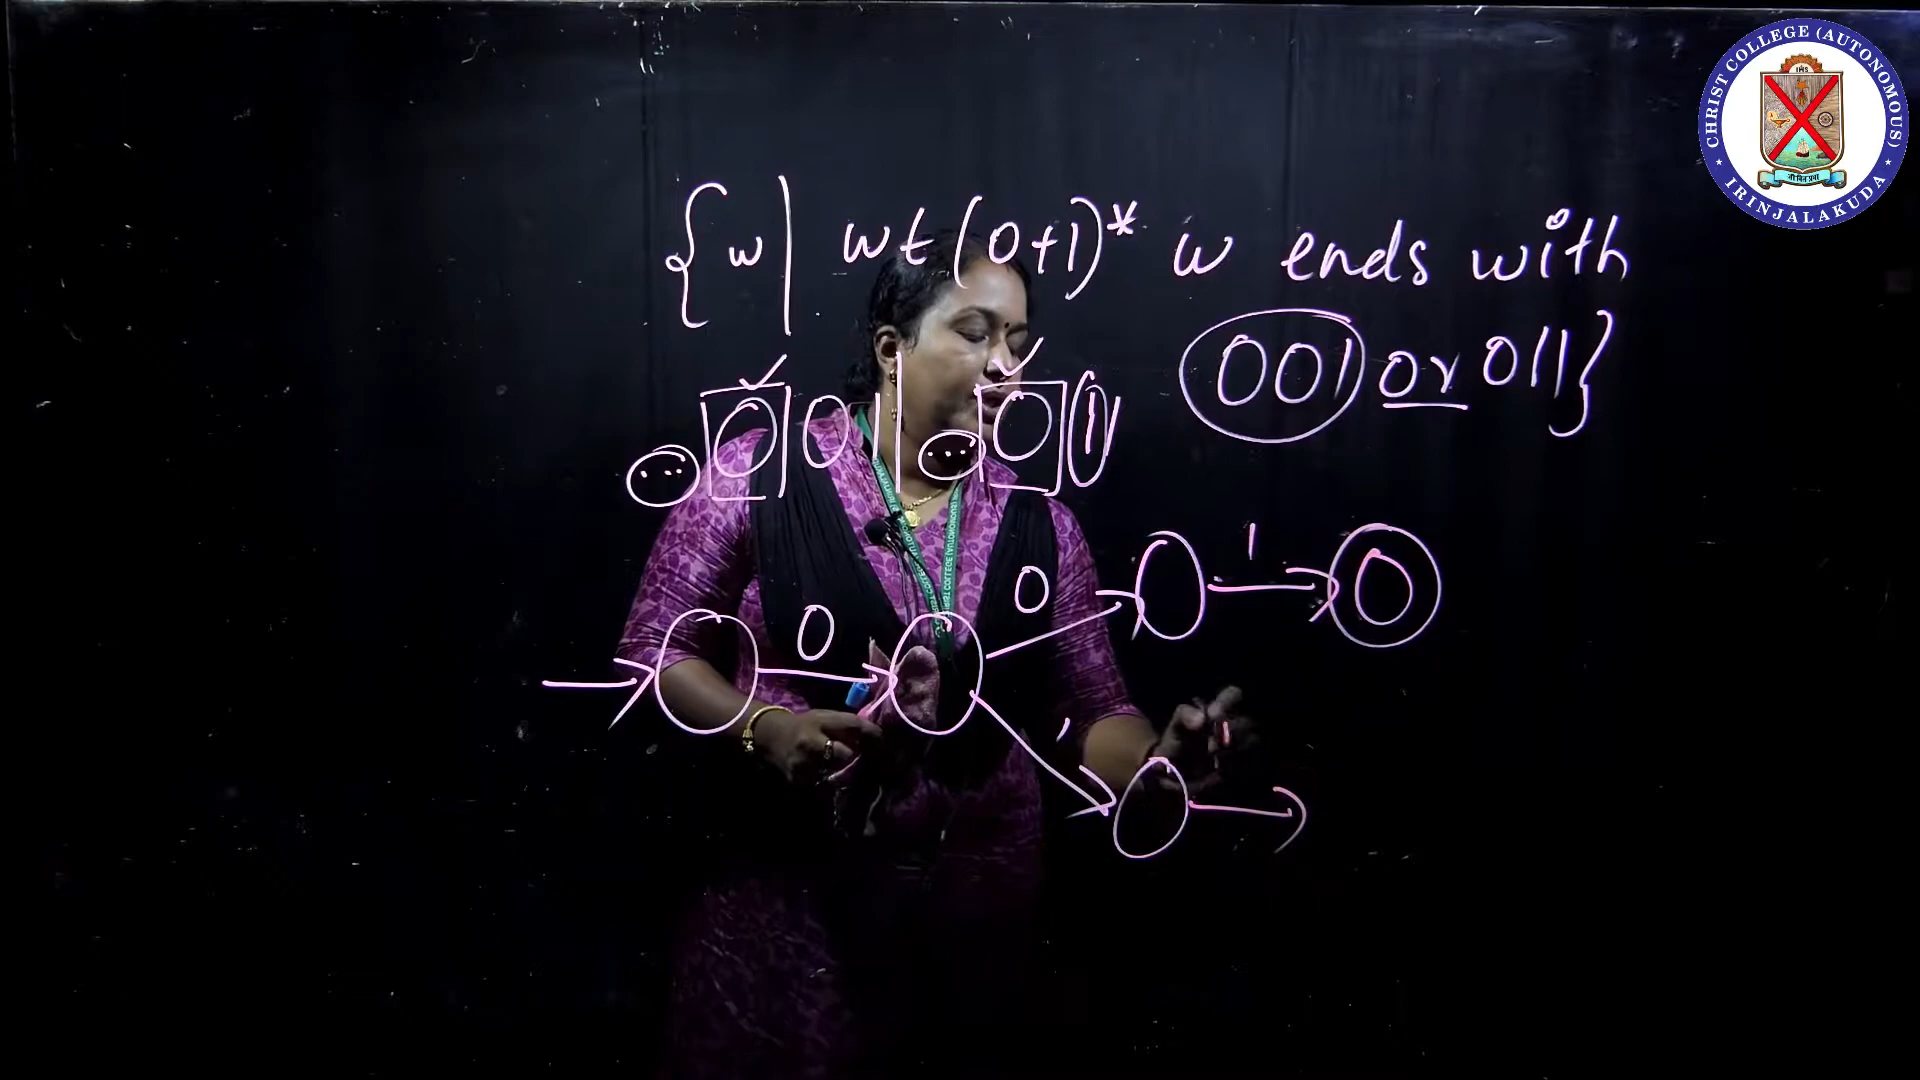 CHRIST COLLEGE (AUTONOMOUS)
IRINJALAKUDA
{w | wϵ(0+1)* w ends with
001 or 011}
... 0 0 1 | ... 0 1 1
0
0
1
1